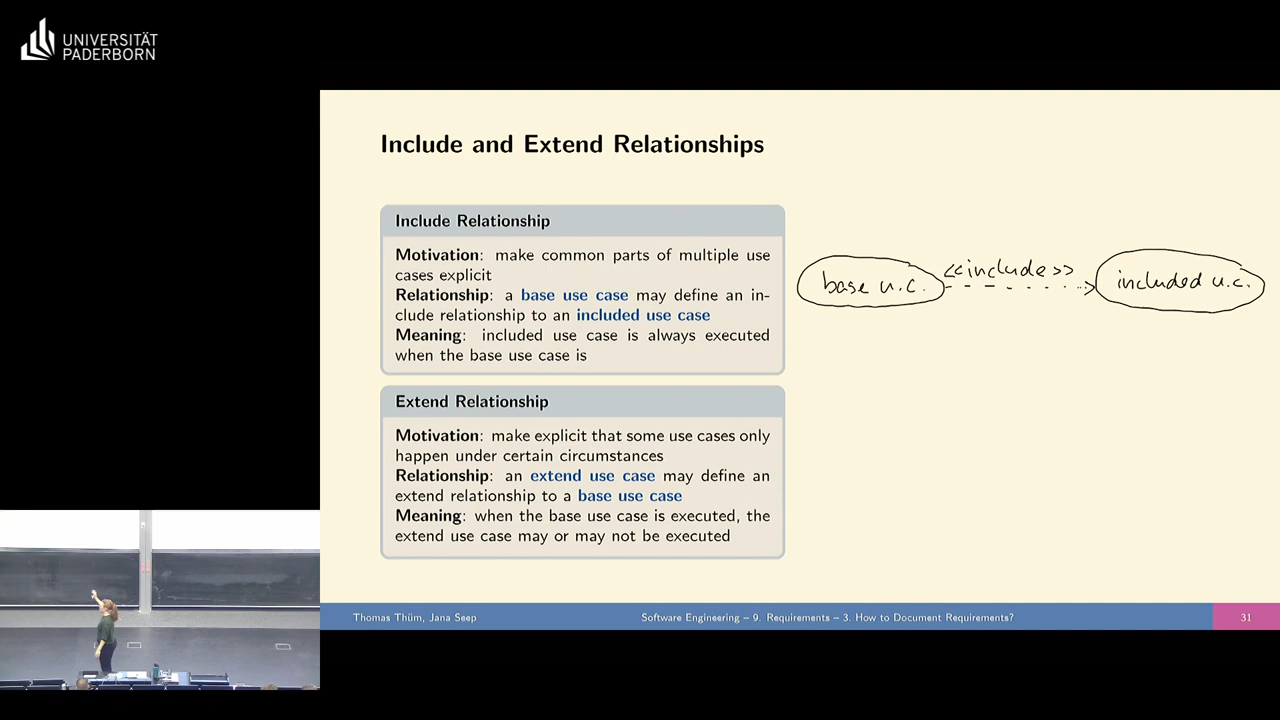 UNIVERSITÄT
PADERBORN
Include and Extend Relationships
Include Relationship
Motivation: make common parts of multiple use
cases explicit
Relationship: a base use case may define an in-
clude relationship to an included use case
Meaning: included use case is always executed
when the base use case is
base u.c.
<<include>>
included u.c.
Extend Relationship
Motivation: make explicit that some use cases only
happen under certain circumstances
Relationship: an extend use case may define an
extend relationship to a base use case
Meaning: when the base use case is executed, the
extend use case may or may not be executed
Thomas Thüm, Jana Seep
Software Engineering – 9. Requirements – 3. How to Document Requirements?
31